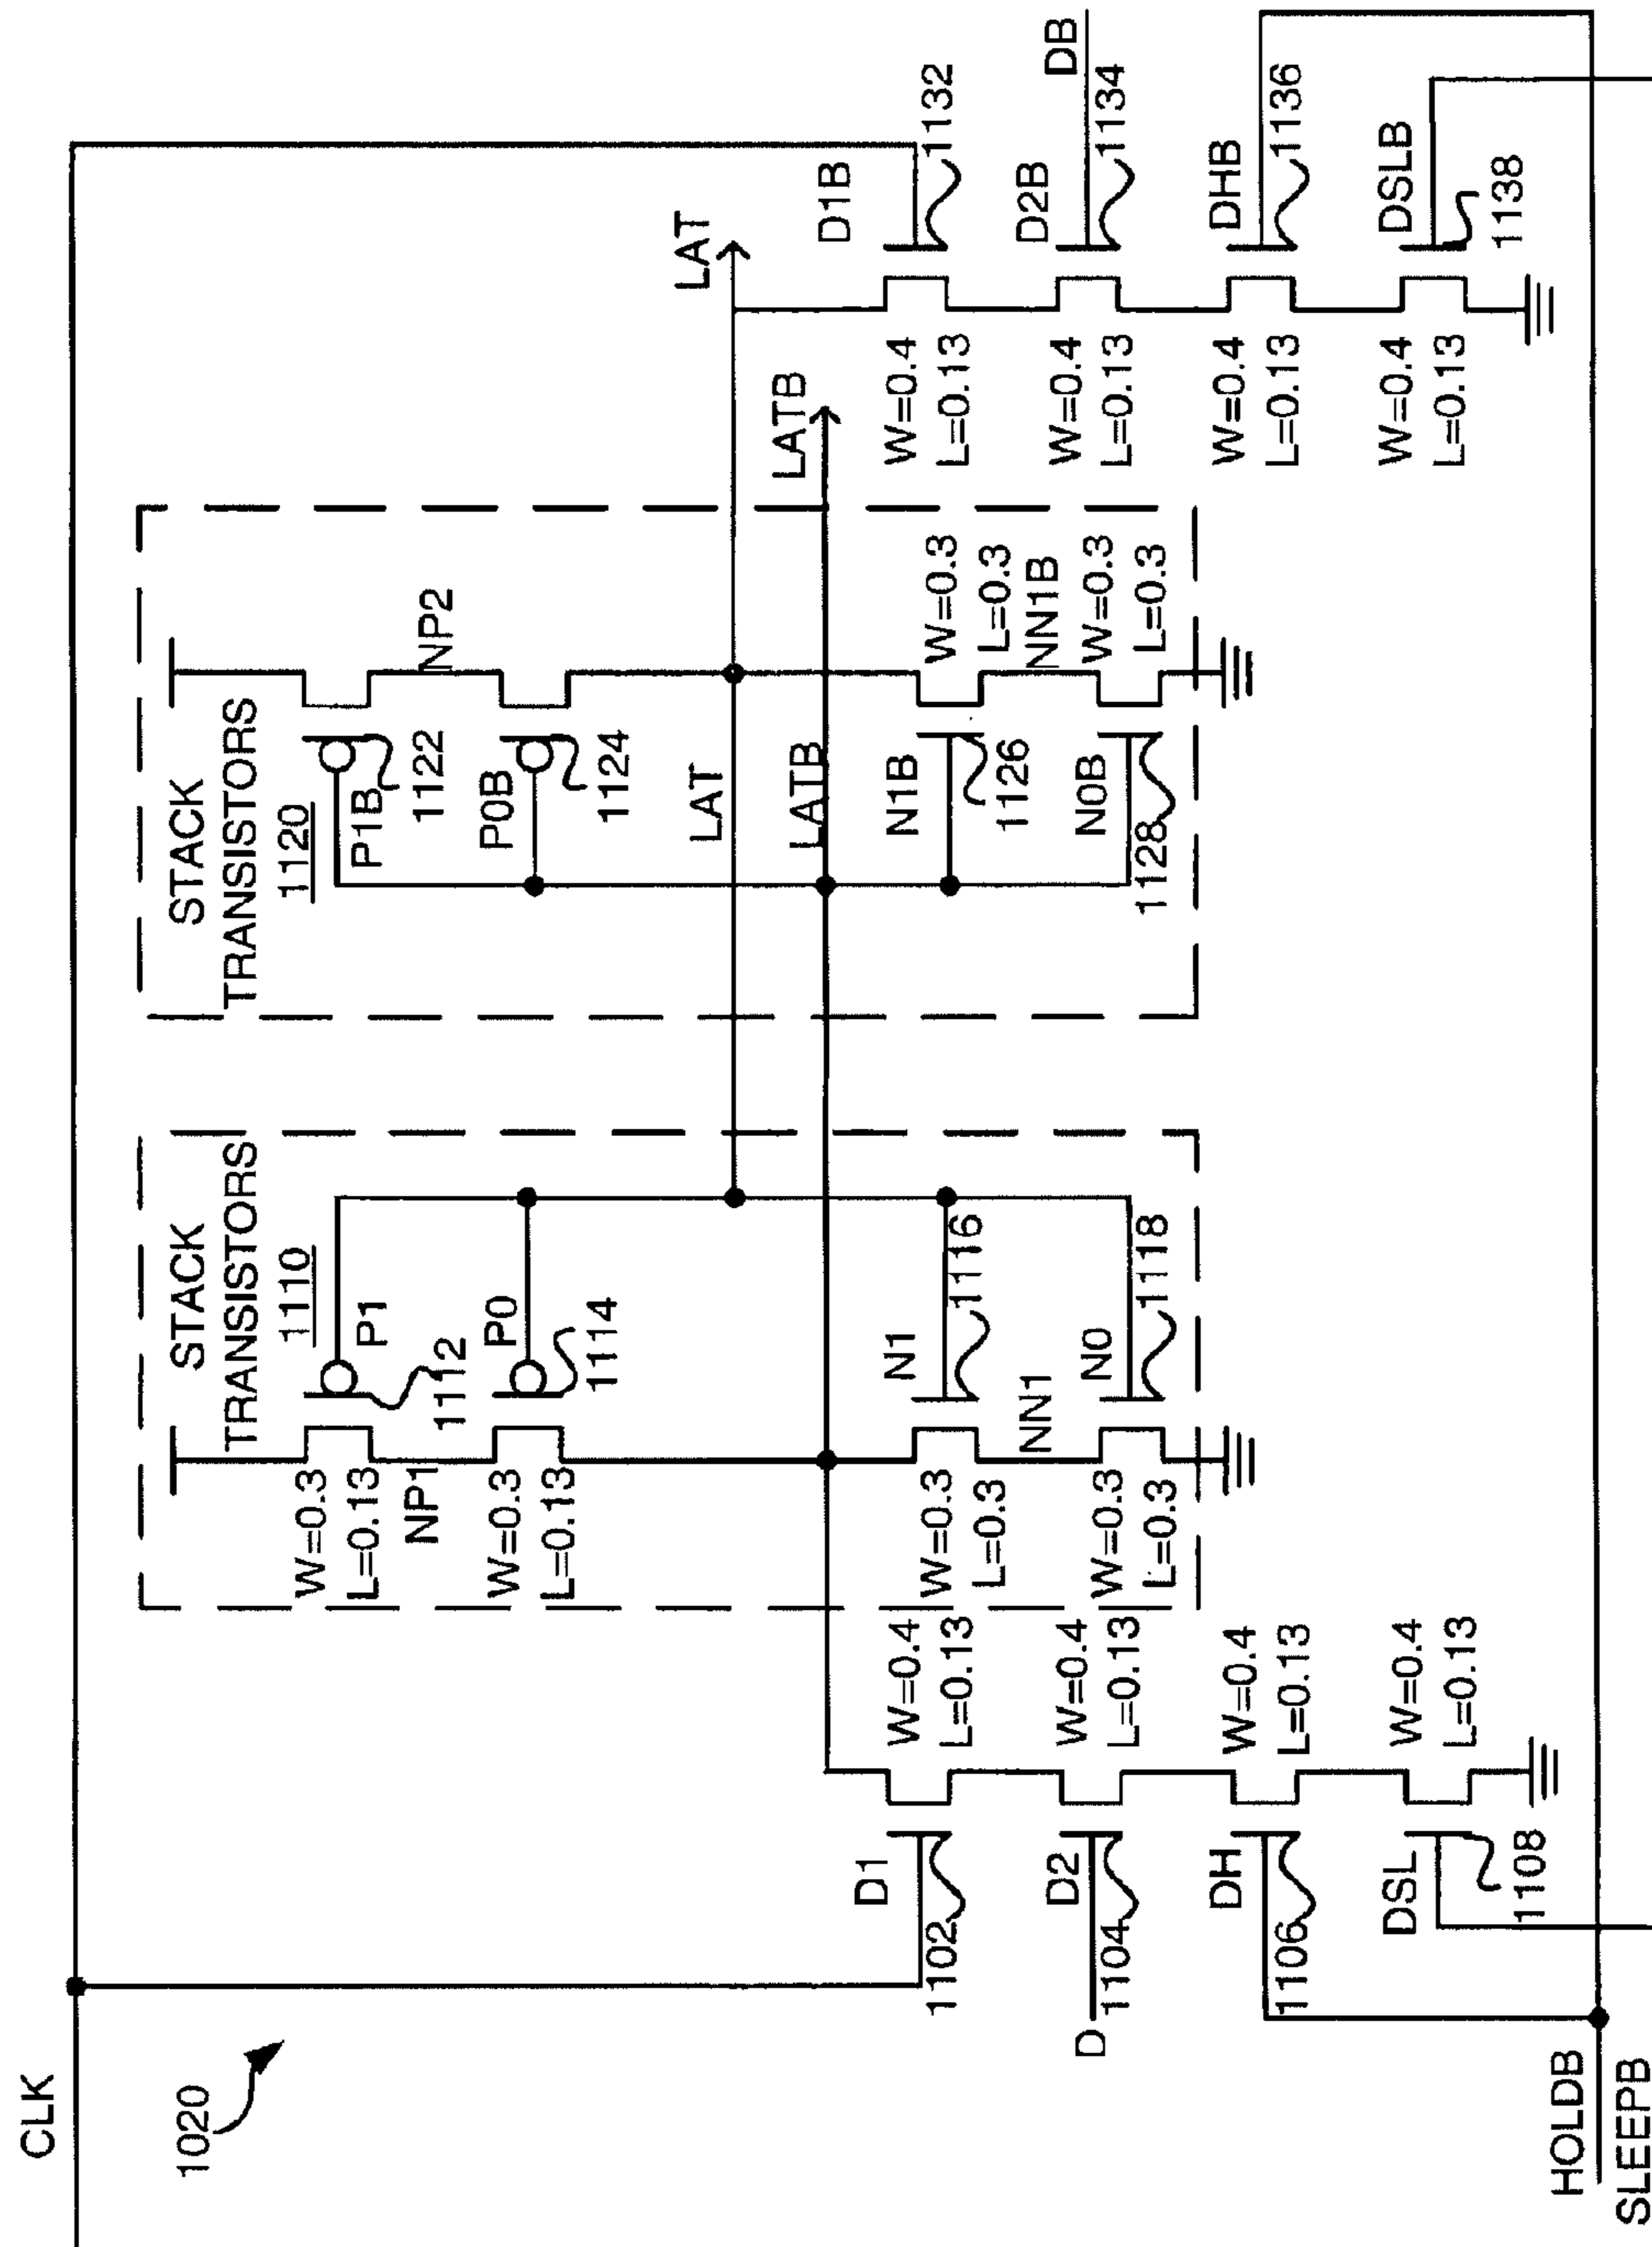 CLK
1020
STACK
TRANSISTORS
1110
P1
1112
W=0.3
L=0.13
NP1
P0
1114
W=0.3
L=0.13
N1
1116
W=0.3
L=0.3
NN1
N0
1118
W=0.3
L=0.3
STACK
TRANSISTORS
1120
P1B
1122
NP2
P0B
1124
LAT
LATB
N1B
1126
W=0.3
L=0.3
NN1B
N0B
1128
W=0.3
L=0.3
LAT
LATB
D1
1102
W=0.4
L=0.13
D
D2
1104
W=0.4
L=0.13
DH
1106
W=0.4
L=0.13
DSL
1108
W=0.4
L=0.13
D1B
1132
W=0.4
L=0.13
DB
D2B
1134
W=0.4
L=0.13
DHB
1136
W=0.4
L=0.13
DSLB
1138
W=0.4
L=0.13
HOLDB
SLEEPB